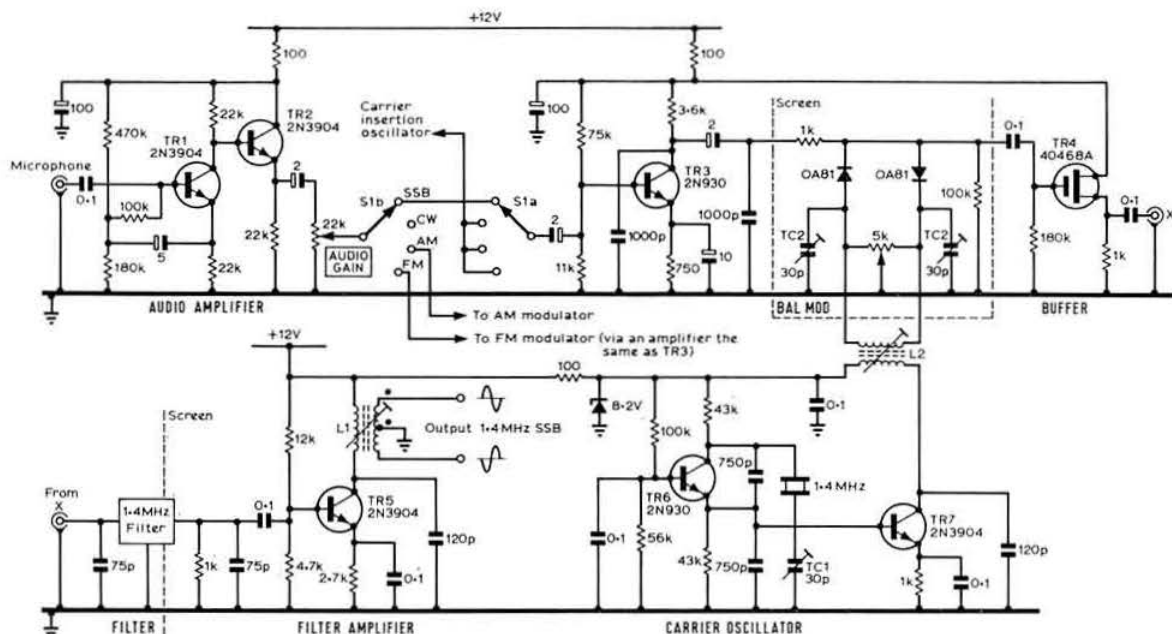 +12V
100
100
100
22k
TR2
2N3904
470k
TR1
2N3904
Microphone
0·1
100k
5
180k
22k
22k
2
22k
AUDIO
GAIN
Carrier
insertion
oscillator
S1b
SSB
S1a
CW
AM
FM
2
100
75k
11k
3·6k
TR3
2N930
1000p
750
10
2
1000p
Screen
1k
OA81
OA81
100k
TC2
30p
5k
TC2
30p
0·1
TR4
40468A
180k
1k
0·1
X
AUDIO AMPLIFIER
BAL MOD
BUFFER
To AM modulator
To FM modulator (via an amplifier the
same as TR3)
+12V
L2
100
8·2V
0·1
Screen
12k
L1
Output 1·4MHz SSB
100k
43k
750p
1·4MHz
From
X
1·4MHz
Filter
0·1
TR5
2N3904
TR6
2N930
TR7
2N3904
75p
1k
75p
4·7k
2·7k
0·1
120p
0·1
56k
43k
750p
TC1
30p
1k
0·1
120p
FILTER
FILTER AMPLIFIER
CARRIER OSCILLATOR